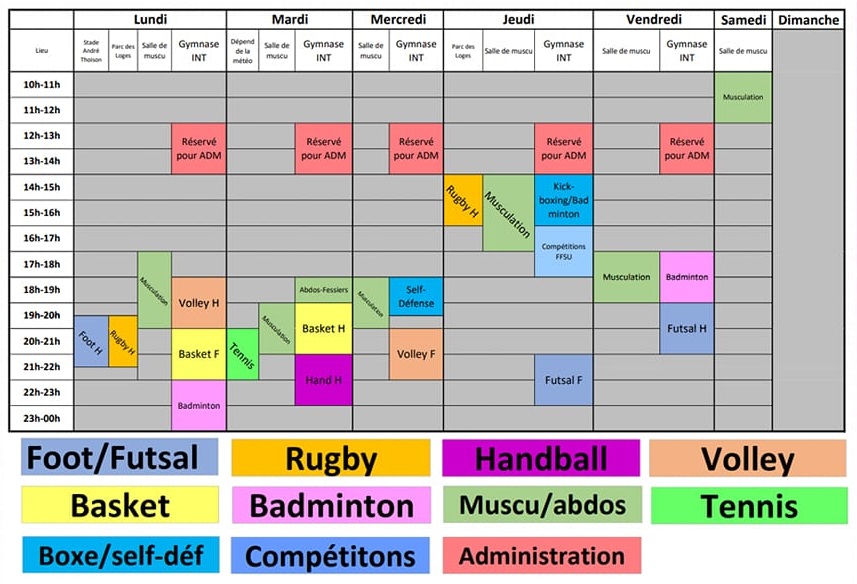 Lundi Mardi Mercredi Jeudi Vendredi Samedi Dimanche
Lieu
Stade André Thoison
Parc des Loges
Salle de muscu
Gymnase INT
Dépend de la météo
Salle de muscu
Gymnase INT
Salle de muscu
Gymnase INT
Parc des Loges
Salle de muscu
Gymnase INT
Salle de muscu
Gymnase INT
Salle de muscu
10h-11h
Musculation
11h-12h
12h-13h
Réservé pour ADM
Réservé pour ADM
Réservé pour ADM
Réservé pour ADM
Réservé pour ADM
13h-14h
14h-15h
Rugby H
Musculation
Kick-
boxing/Bad
minton
15h-16h
16h-17h
Compétitions
FFSU
17h-18h
Musculation
Musculation
Badminton
18h-19h
Volley H
Abdos-Fessiers
Musculation
Self-
Défense
19h-20h
Foot H
Rugby H
Musculation
Basket H
Futsal H
20h-21h
Basket F
Tennis
Volley F
21h-22h
Hand H
Futsal F
22h-23h
Badminton
23h-00h
Foot/Futsal Rugby Handball Volley
Basket Badminton Muscu/abdos Tennis
Boxe/self-déf Compétitons Administration